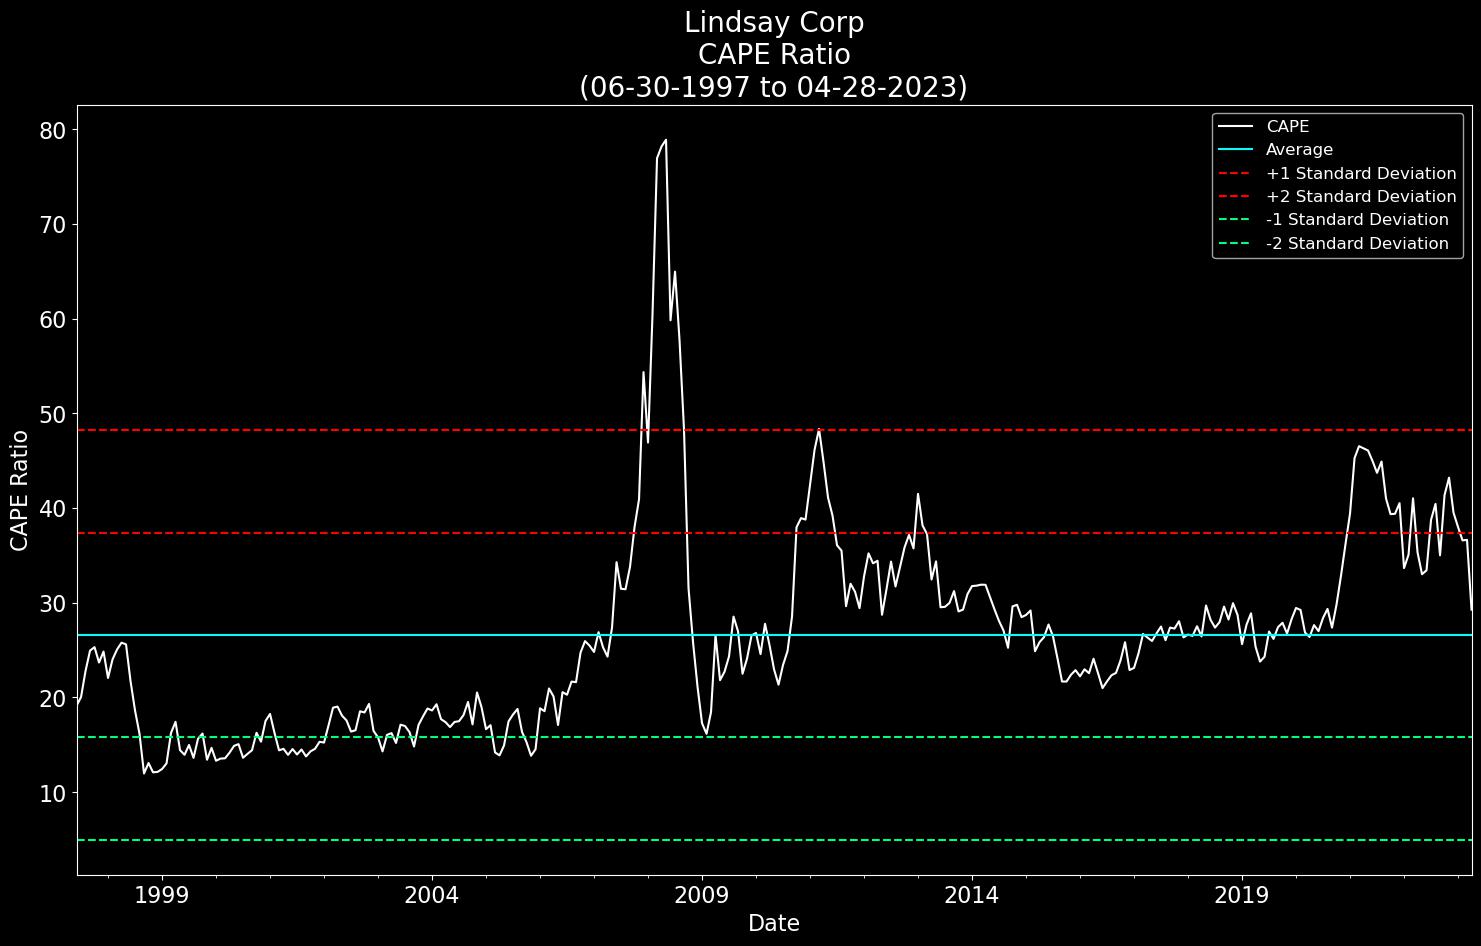 Lindsay Corp
CAPE Ratio
(06-30-1997 to 04-28-2023)
CAPE
Average
+1 Standard Deviation
+2 Standard Deviation
-1 Standard Deviation
-2 Standard Deviation
CAPE Ratio
80
70
60
50
40
30
20
10
1999 2004 2009 2014 2019
Date